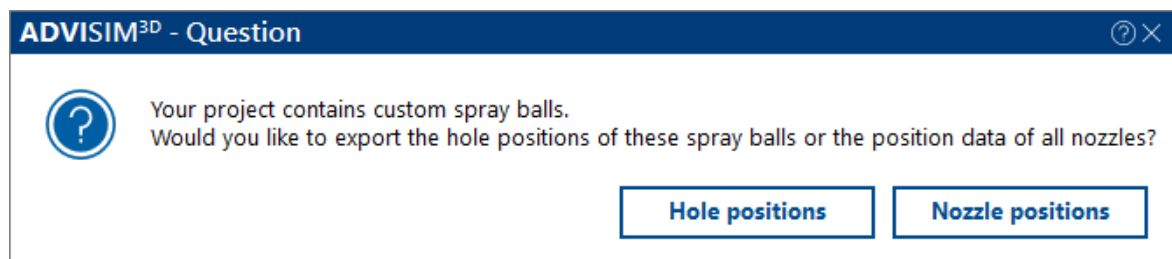 ADVISIM3D - Question
Your project contains custom spray balls.
Would you like to export the hole positions of these spray balls or the position data of all nozzles?
Hole positions
Nozzle positions